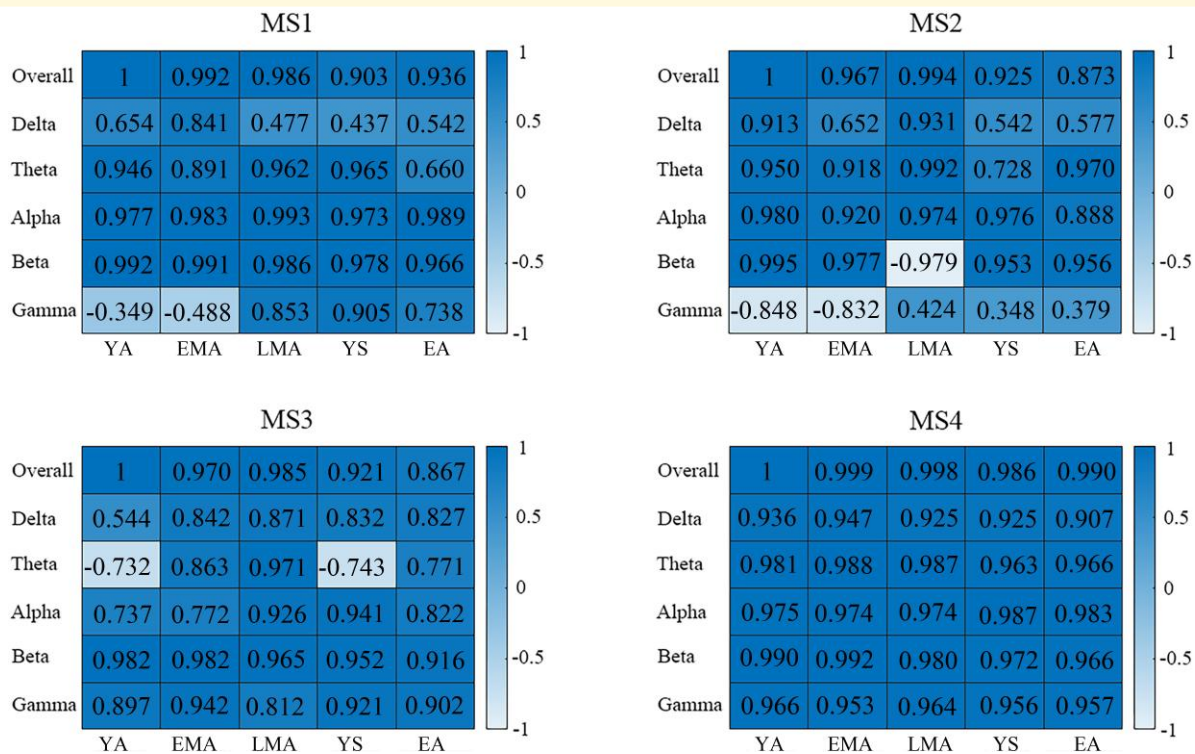 MS1
Overall 1 0.992 0.986 0.903 0.936
Delta 0.654 0.841 0.477 0.437 0.542
Theta 0.946 0.891 0.962 0.965 0.660
Alpha 0.977 0.983 0.993 0.973 0.989
Beta 0.992 0.991 0.986 0.978 0.966
Gamma -0.349 -0.488 0.853 0.905 0.738
YA EMA LMA YS EA
1
0.5
0
-0.5
-1
MS2
Overall 1 0.967 0.994 0.925 0.873
Delta 0.913 0.652 0.931 0.542 0.577
Theta 0.950 0.918 0.992 0.728 0.970
Alpha 0.980 0.920 0.974 0.976 0.888
Beta 0.995 0.977 -0.979 0.953 0.956
Gamma -0.848 -0.832 0.424 0.348 0.379
YA EMA LMA YS EA
1
0.5
0
-0.5
-1
MS3
Overall 1 0.970 0.985 0.921 0.867
Delta 0.544 0.842 0.871 0.832 0.827
Theta -0.732 0.863 0.971 -0.743 0.771
Alpha 0.737 0.772 0.926 0.941 0.822
Beta 0.982 0.982 0.965 0.952 0.916
Gamma 0.897 0.942 0.812 0.921 0.902
YA EMA LMA YS EA
1
0.5
0
-0.5
-1
MS4
Overall 1 0.999 0.998 0.986 0.990
Delta 0.936 0.947 0.925 0.925 0.907
Theta 0.981 0.988 0.987 0.963 0.966
Alpha 0.975 0.974 0.974 0.987 0.983
Beta 0.990 0.992 0.980 0.972 0.966
Gamma 0.966 0.953 0.964 0.956 0.957
YA EMA LMA YS EA
1
0.5
0
-0.5
-1